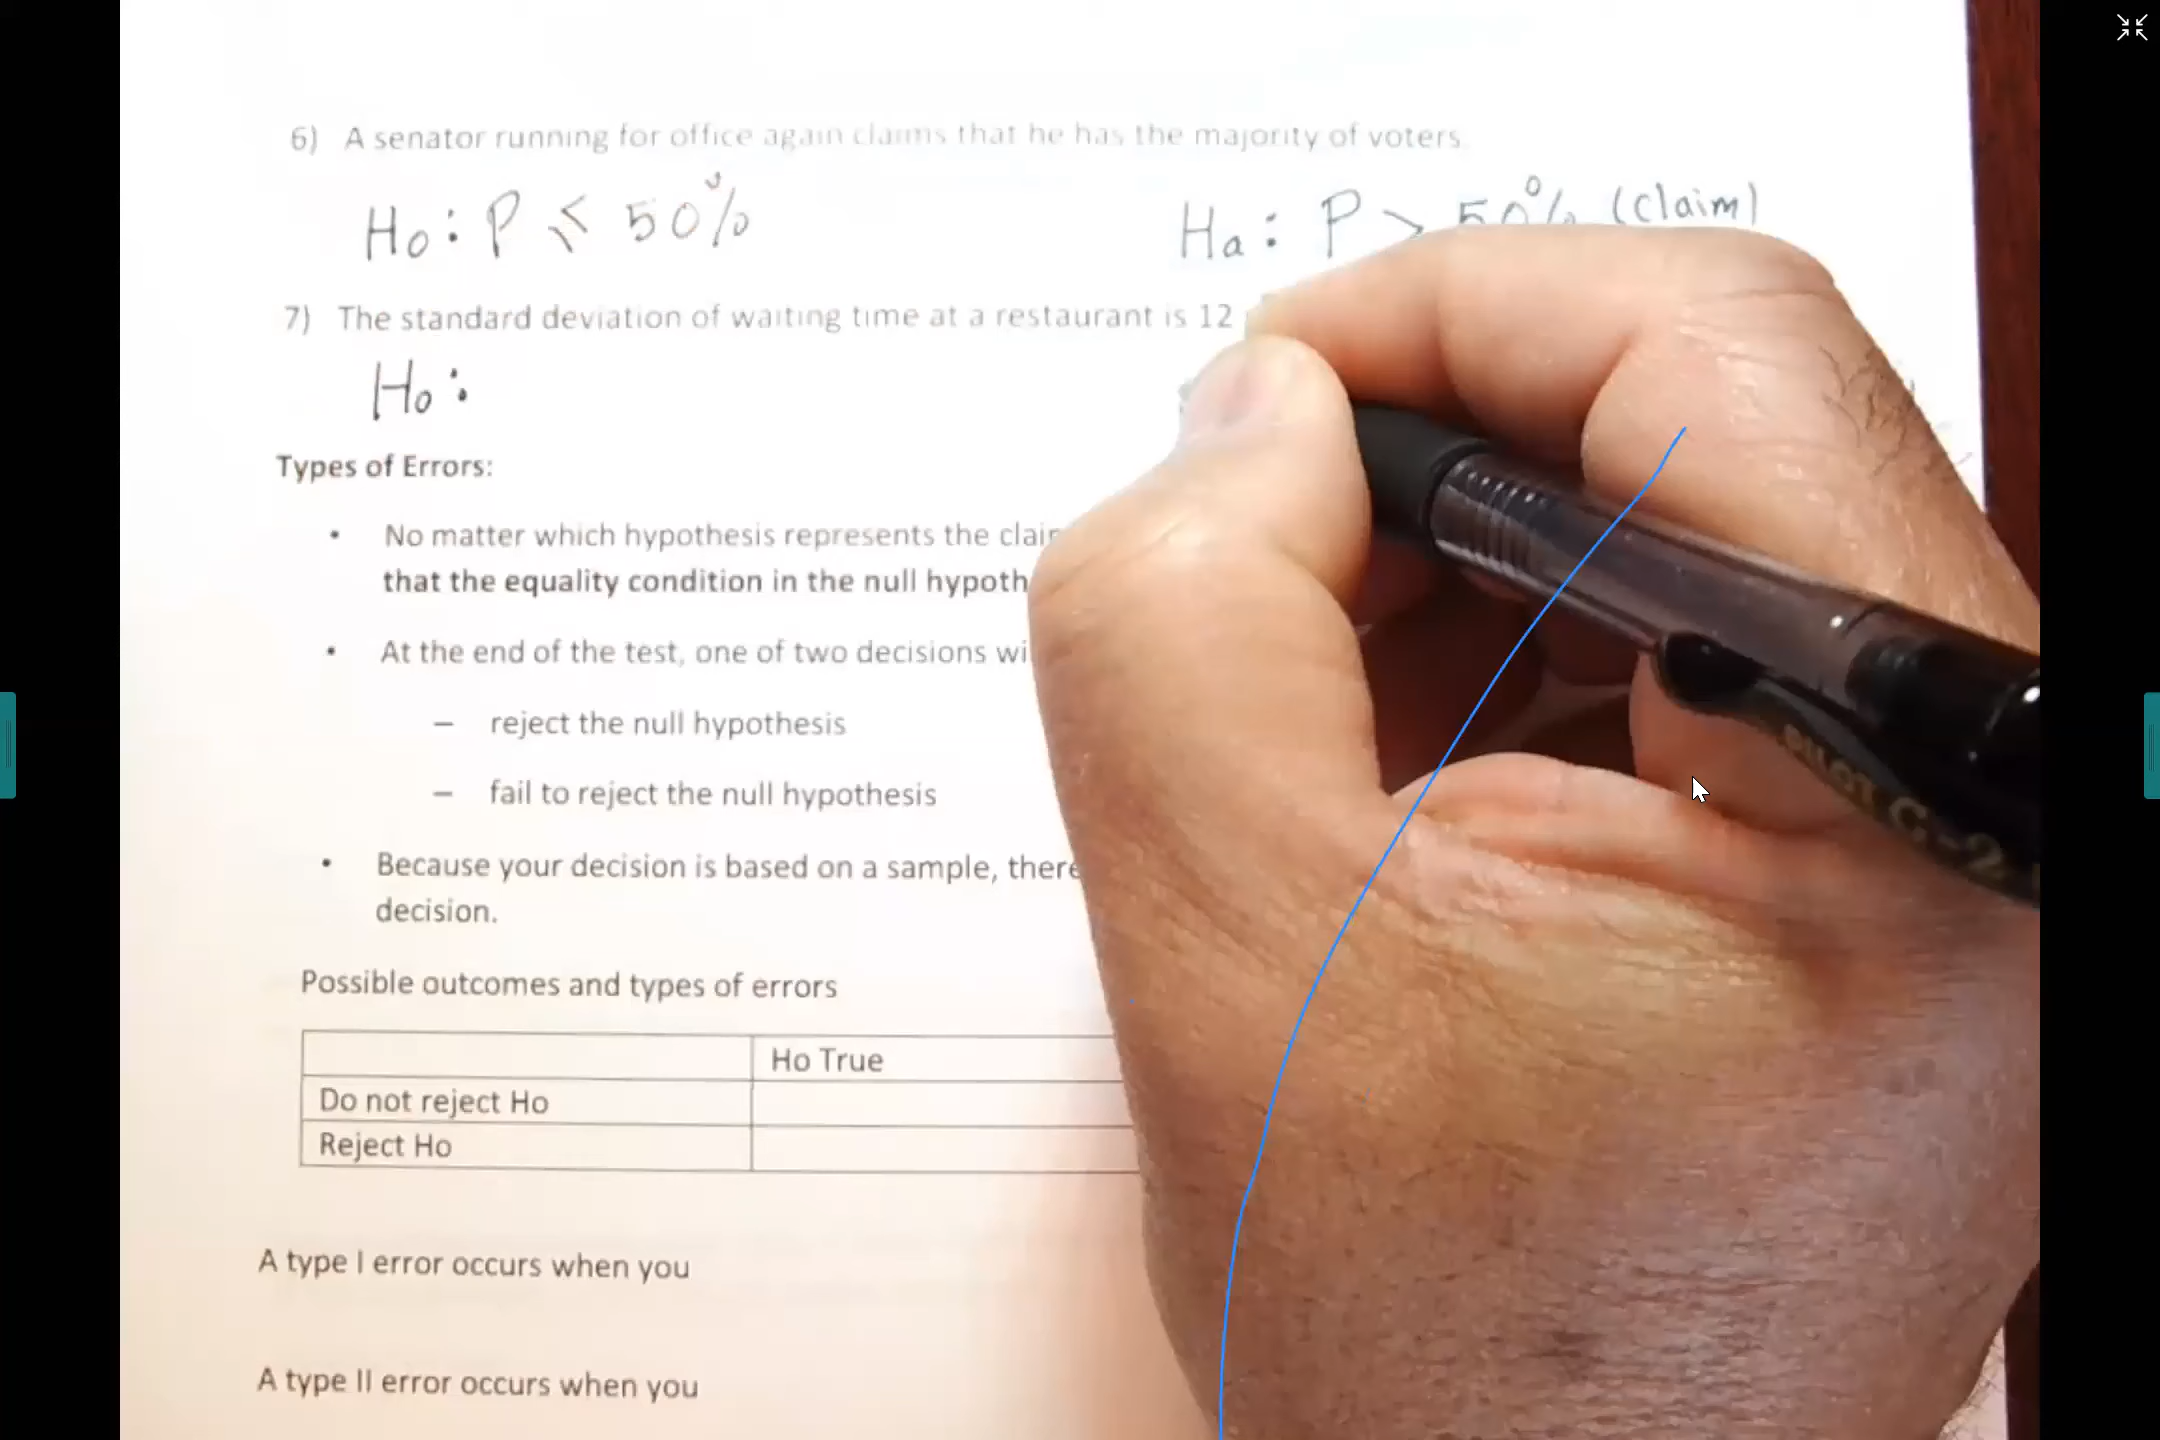 6) A senator running for office again claims that he has the majority of voters.
Ho: P ≤ 50% Ha: P > 50% (claim)
7) The standard deviation of waiting time at a restaurant is 12
Ho:
Types of Errors:
• No matter which hypothesis represents the
that the equality condition in the null
• At the end of the test, one of two decisions
– reject the null hypothesis
– fail to reject the null hypothesis
• Because your decision is based on a sample, there
decision.
Possible outcomes and types of errors
Ho True
Do not reject Ho
Reject Ho
A type I error occurs when you
A type II error occurs when you
PILOT G-2